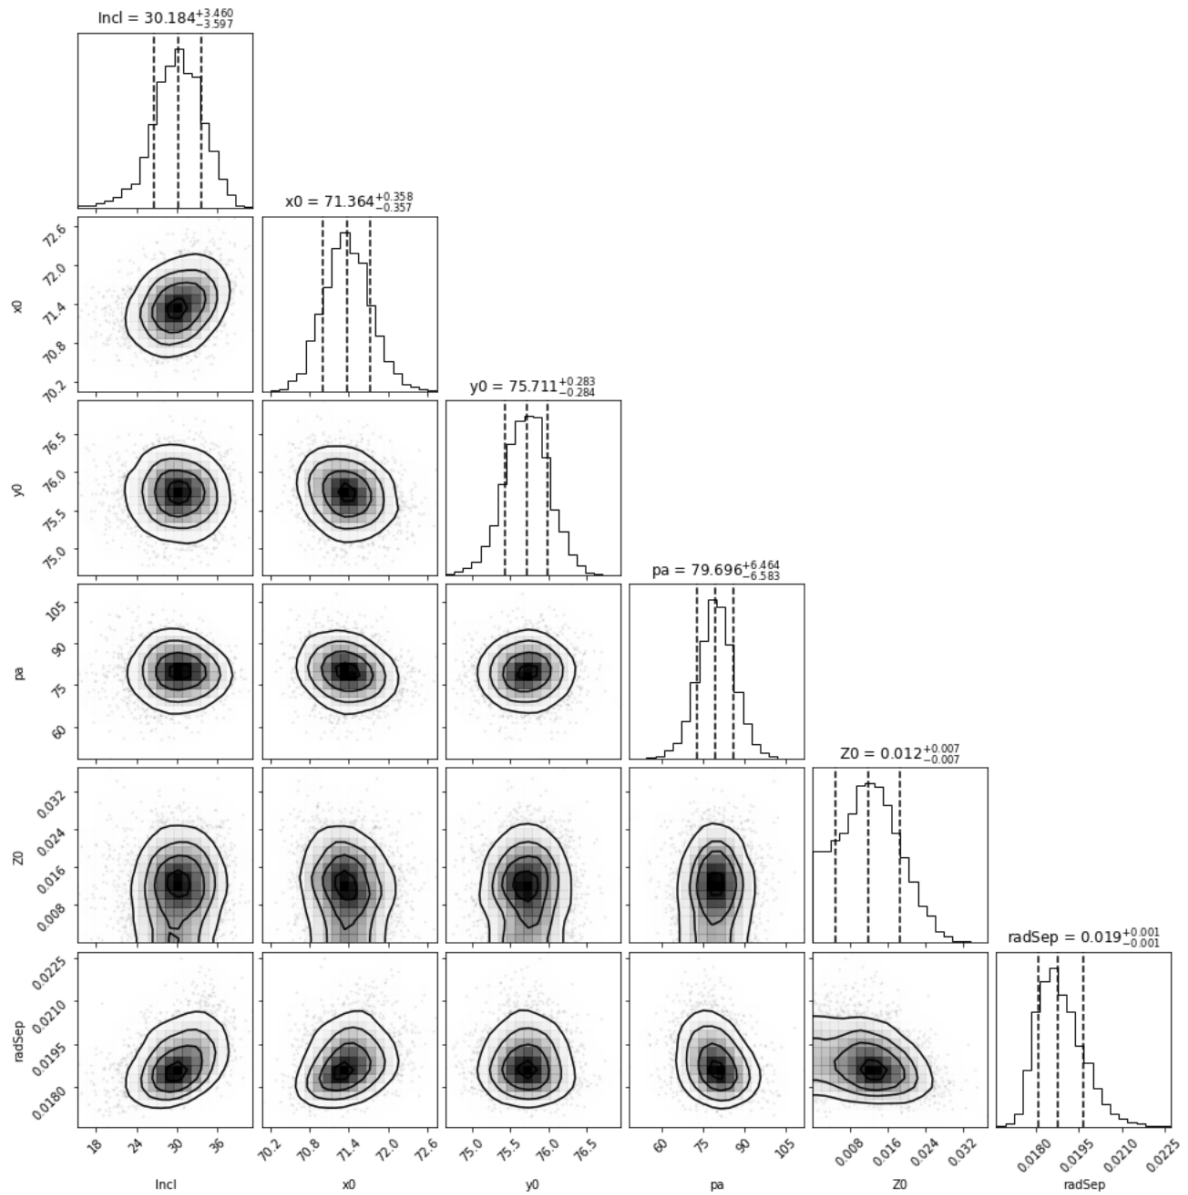 Incl = 30.184+3.460−3.597
x0 = 71.364+0.358−0.357
72.6
72.0
71.4
70.8
70.2
x0
y0 = 75.711+0.283−0.284
76.5
76.0
75.5
75.0
y0
pa = 79.696+6.464−6.583
105
90
75
60
pa
Z0 = 0.012+0.007−0.007
0.032
0.024
0.016
0.008
Z0
radSep = 0.019+0.001−0.001
0.0225
0.0210
0.0195
0.0180
radSep
18 24 30 36 70.2 70.8 71.4 72.0 72.6 75.0 75.5 76.0 76.5 60 75 90 105 0.008 0.016 0.024 0.032 0.0180 0.0195 0.0210 0.0225
Incl x0 y0 pa Z0 radSep